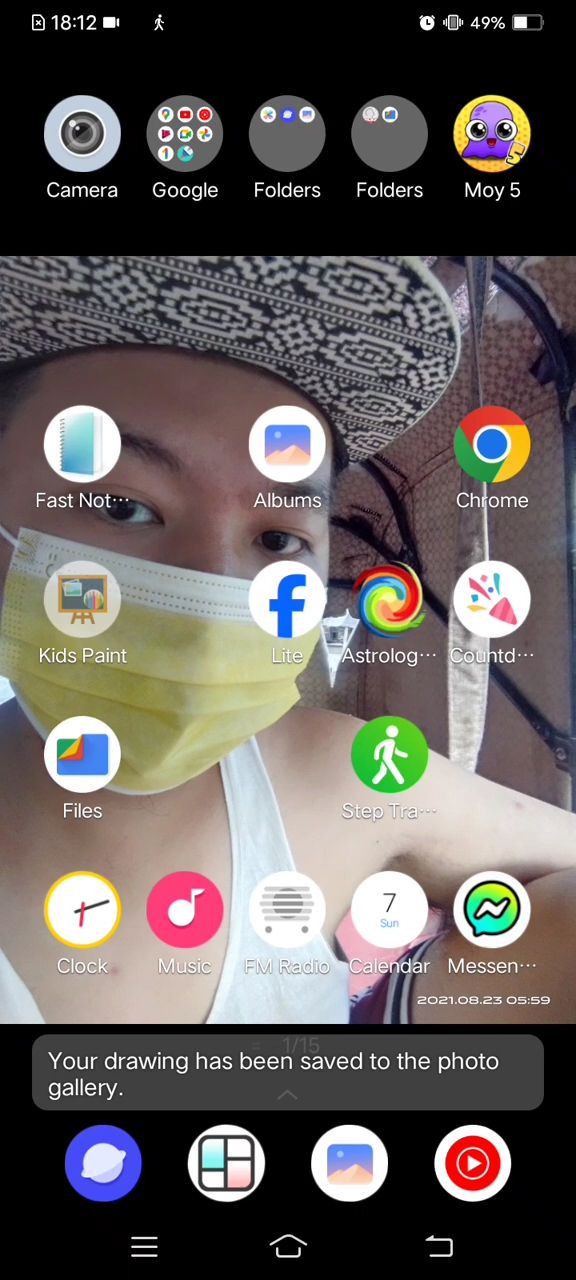 18:12
49%
Camera
Google
Folders
Folders
Moy 5
Fast Not···
Albums
Chrome
Kids Paint
Lite
Astrolog···
Countd···
Files
Step Tra···
7
Sun
Clock
Music
FM Radio
Calendar
Messen···
2021.08.23 05:59
1/15
Your drawing has been saved to the photo
gallery.